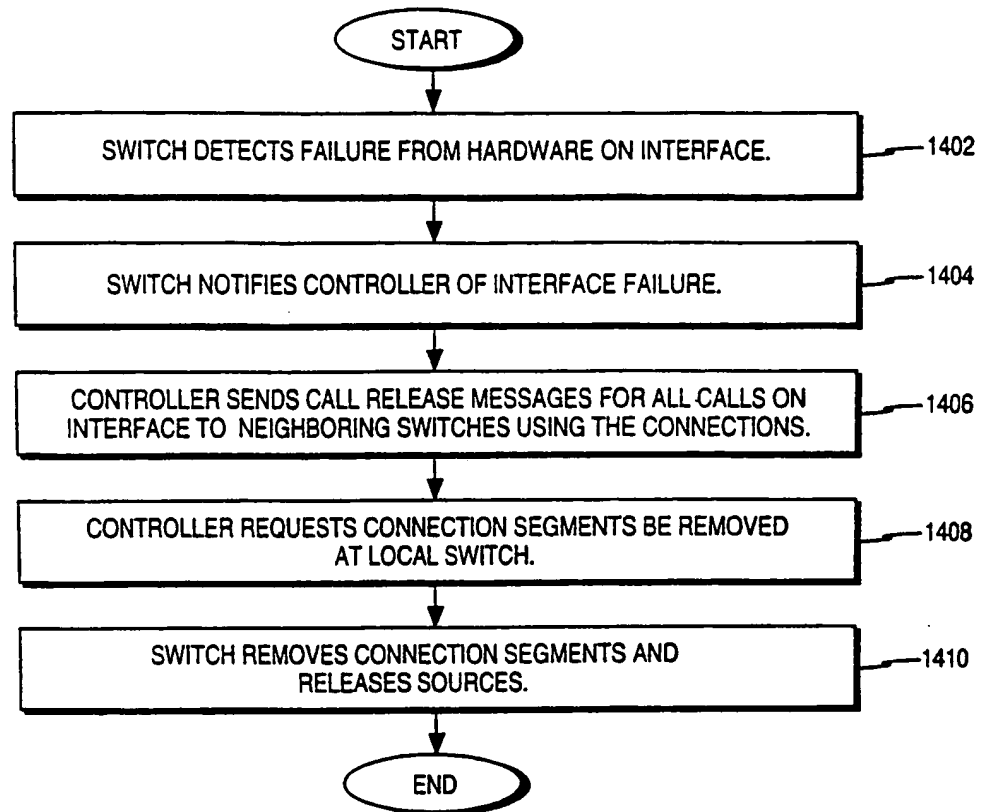 START
SWITCH DETECTS FAILURE FROM HARDWARE ON INTERFACE.
1402
SWITCH NOTIFIES CONTROLLER OF INTERFACE FAILURE.
1404
CONTROLLER SENDS CALL RELEASE MESSAGES FOR ALL CALLS ON
INTERFACE TO NEIGHBORING SWITCHES USING THE CONNECTIONS.
1406
CONTROLLER REQUESTS CONNECTION SEGMENTS BE REMOVED
AT LOCAL SWITCH.
1408
SWITCH REMOVES CONNECTION SEGMENTS AND
RELEASES SOURCES.
1410
END